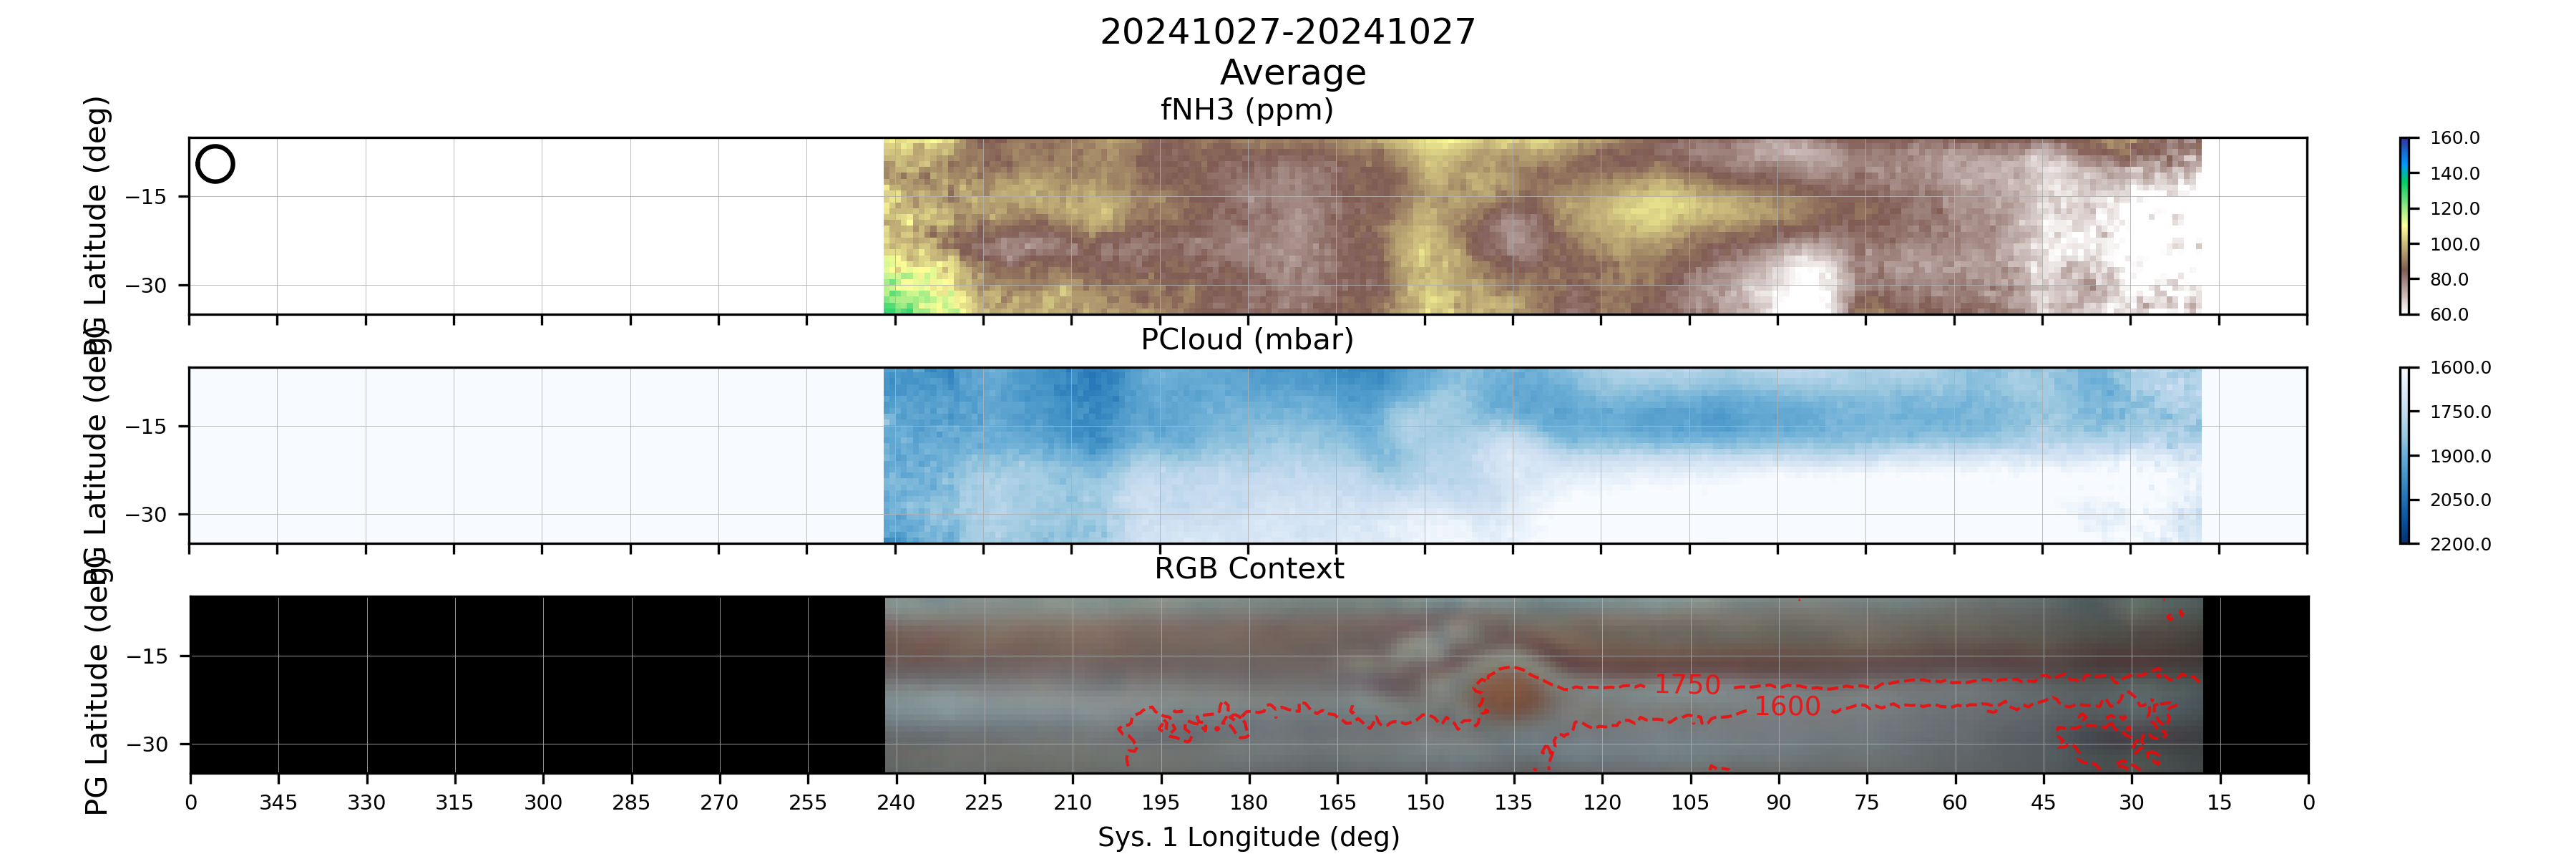 20241027-20241027
Average
fNH3 (ppm)
PG Latitude (deg)
−15
−30
160.0
140.0
120.0
100.0
80.0
60.0
PCloud (mbar)
PG Latitude (deg)
−15
−30
1600.0
1750.0
1900.0
2050.0
2200.0
RGB Context
PG Latitude (deg)
−15
−30
1750
1600
0 345 330 315 300 285 270 255 240 225 210 195 180 165 150 135 120 105 90 75 60 45 30 15 0
Sys. 1 Longitude (deg)